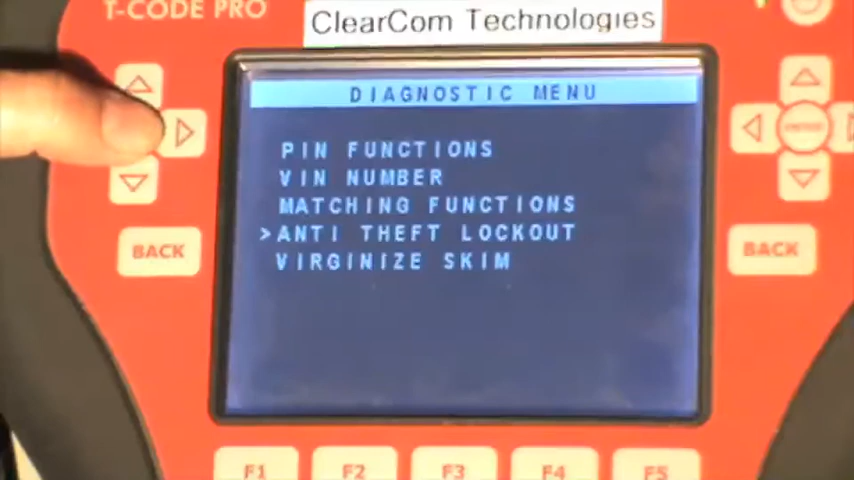 T-CODE PRO
ClearCom Technologies
DIAGNOSTIC MENU
PIN FUNCTIONS
VIN NUMBER
MATCHING FUNCTIONS
>ANTI THEFT LOCKOUT
VIRGINIZE SKIM
ENTER
BACK
BACK
F1 F2 F3 F4 F5